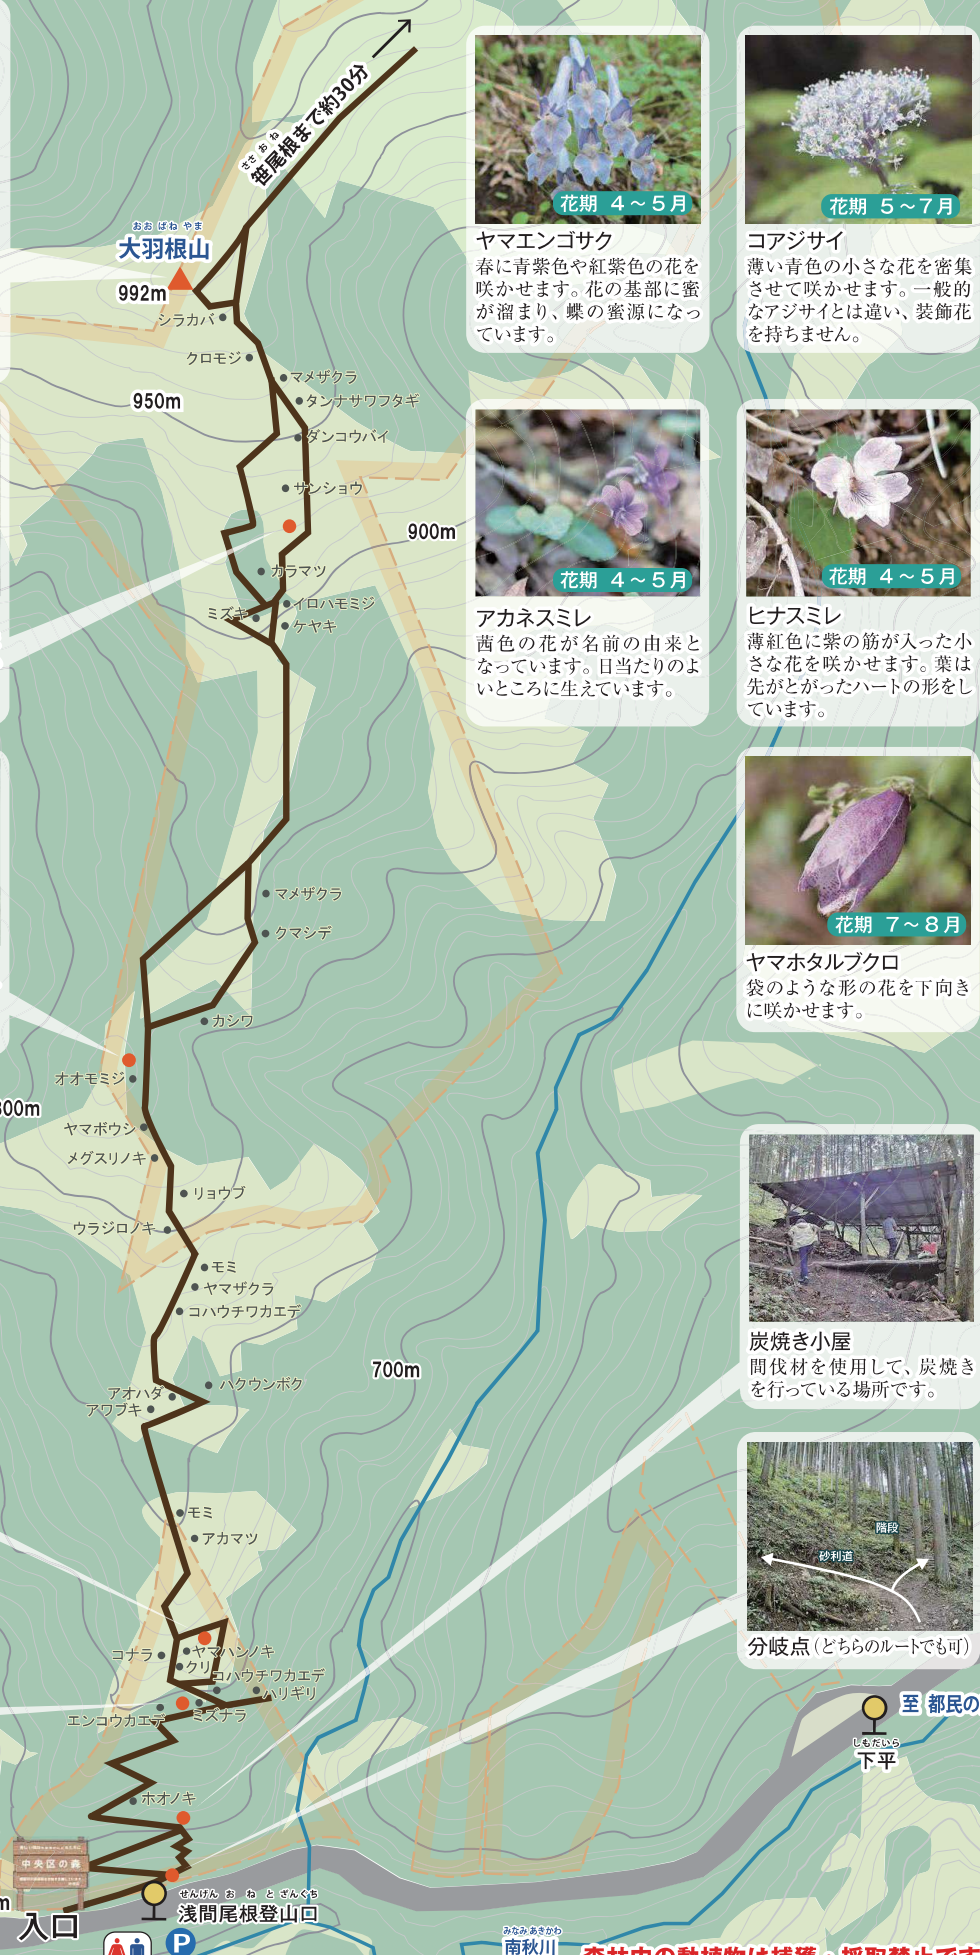 笹尾根まで約30分
ささ お ね
おお ばね やま
大羽根山
992m
シラカバ
クロモジ
マメザクラ
950m
タンナサワフタギ
ダンコウバイ
サンショウ
900m
カラマツ
イロハモミジ
ミズキ
ケヤキ
マメザクラ
クマシデ
カシワ
オオモミジ
800m
ヤマボウシ
メグスリノキ
リョウブ
ウラジロノキ
モミ
ヤマザクラ
コハウチワカエデ
700m
ハクウンボク
アオハダ
アワブキ
モミ
アカマツ
コナラ
ヤマハンノキ
クリ
コハウチワカエデ
ハリギリ
エンコウカエデ
ミズナラ
ホオノキ
中央区の森
入口
せんげん お ね と ざんぐち
浅間尾根登山口
P
みなみ あきかわ
南秋川
しもだいら
下平
至 都民の
花期 4～5月
ヤマエンゴサク
春に青紫色や紅紫色の花を
咲かせます。花の基部に蜜
が溜まり、蝶の蜜源になっ
ています。
花期 5～7月
コアジサイ
薄い青色の小さな花を密集
させて咲かせます。一般的
なアジサイとは違い、装飾花
を持ちません。
花期 4～5月
アカネスミレ
茜色の花が名前の由来と
なっています。日当たりのよ
いところに生えています。
花期 4～5月
ヒナスミレ
薄紅色に紫の筋が入った小
さな花を咲かせます。葉は
先がとがったハートの形をし
ています。
花期 7～8月
ヤマホタルブクロ
袋のような形の花を下向き
に咲かせます。
炭焼き小屋
間伐材を使用して、炭焼き
を行っている場所です。
階段
砂利道
分岐点（どちらのルートでも可）
森林内の動植物は捕獲・採取禁止です